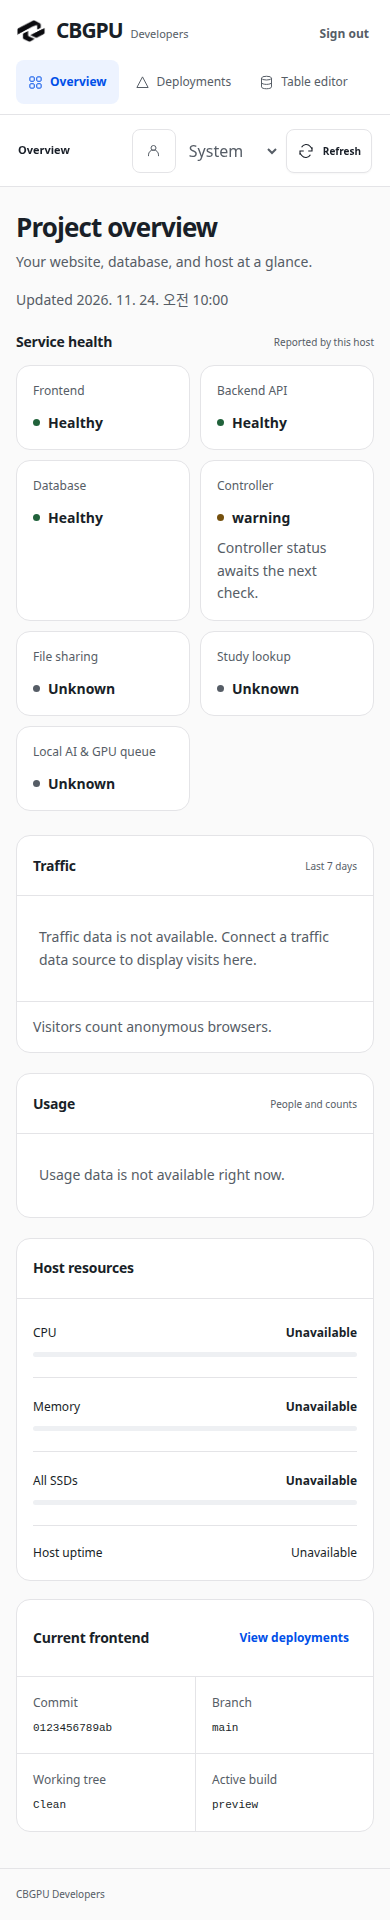 CBGPU Developers
Sign out
Overview
Deployments
Table editor
Overview
System
Refresh
Project overview
Your website, database, and host at a glance.
Updated 2026. 11. 24. 오전 10:00
Service health
Reported by this host
Frontend
Healthy
Backend API
Healthy
Database
Healthy
Controller
warning
Controller status
awaits the next
check.
File sharing
Unknown
Study lookup
Unknown
Local AI & GPU queue
Unknown
Traffic
Last 7 days
Traffic data is not available. Connect a traffic
data source to display visits here.
Visitors count anonymous browsers.
Usage
People and counts
Usage data is not available right now.
Host resources
CPU
Unavailable
Memory
Unavailable
All SSDs
Unavailable
Host uptime
Unavailable
Current frontend
View deployments
Commit
0123456789ab
Branch
main
Working tree
Clean
Active build
preview
CBGPU Developers